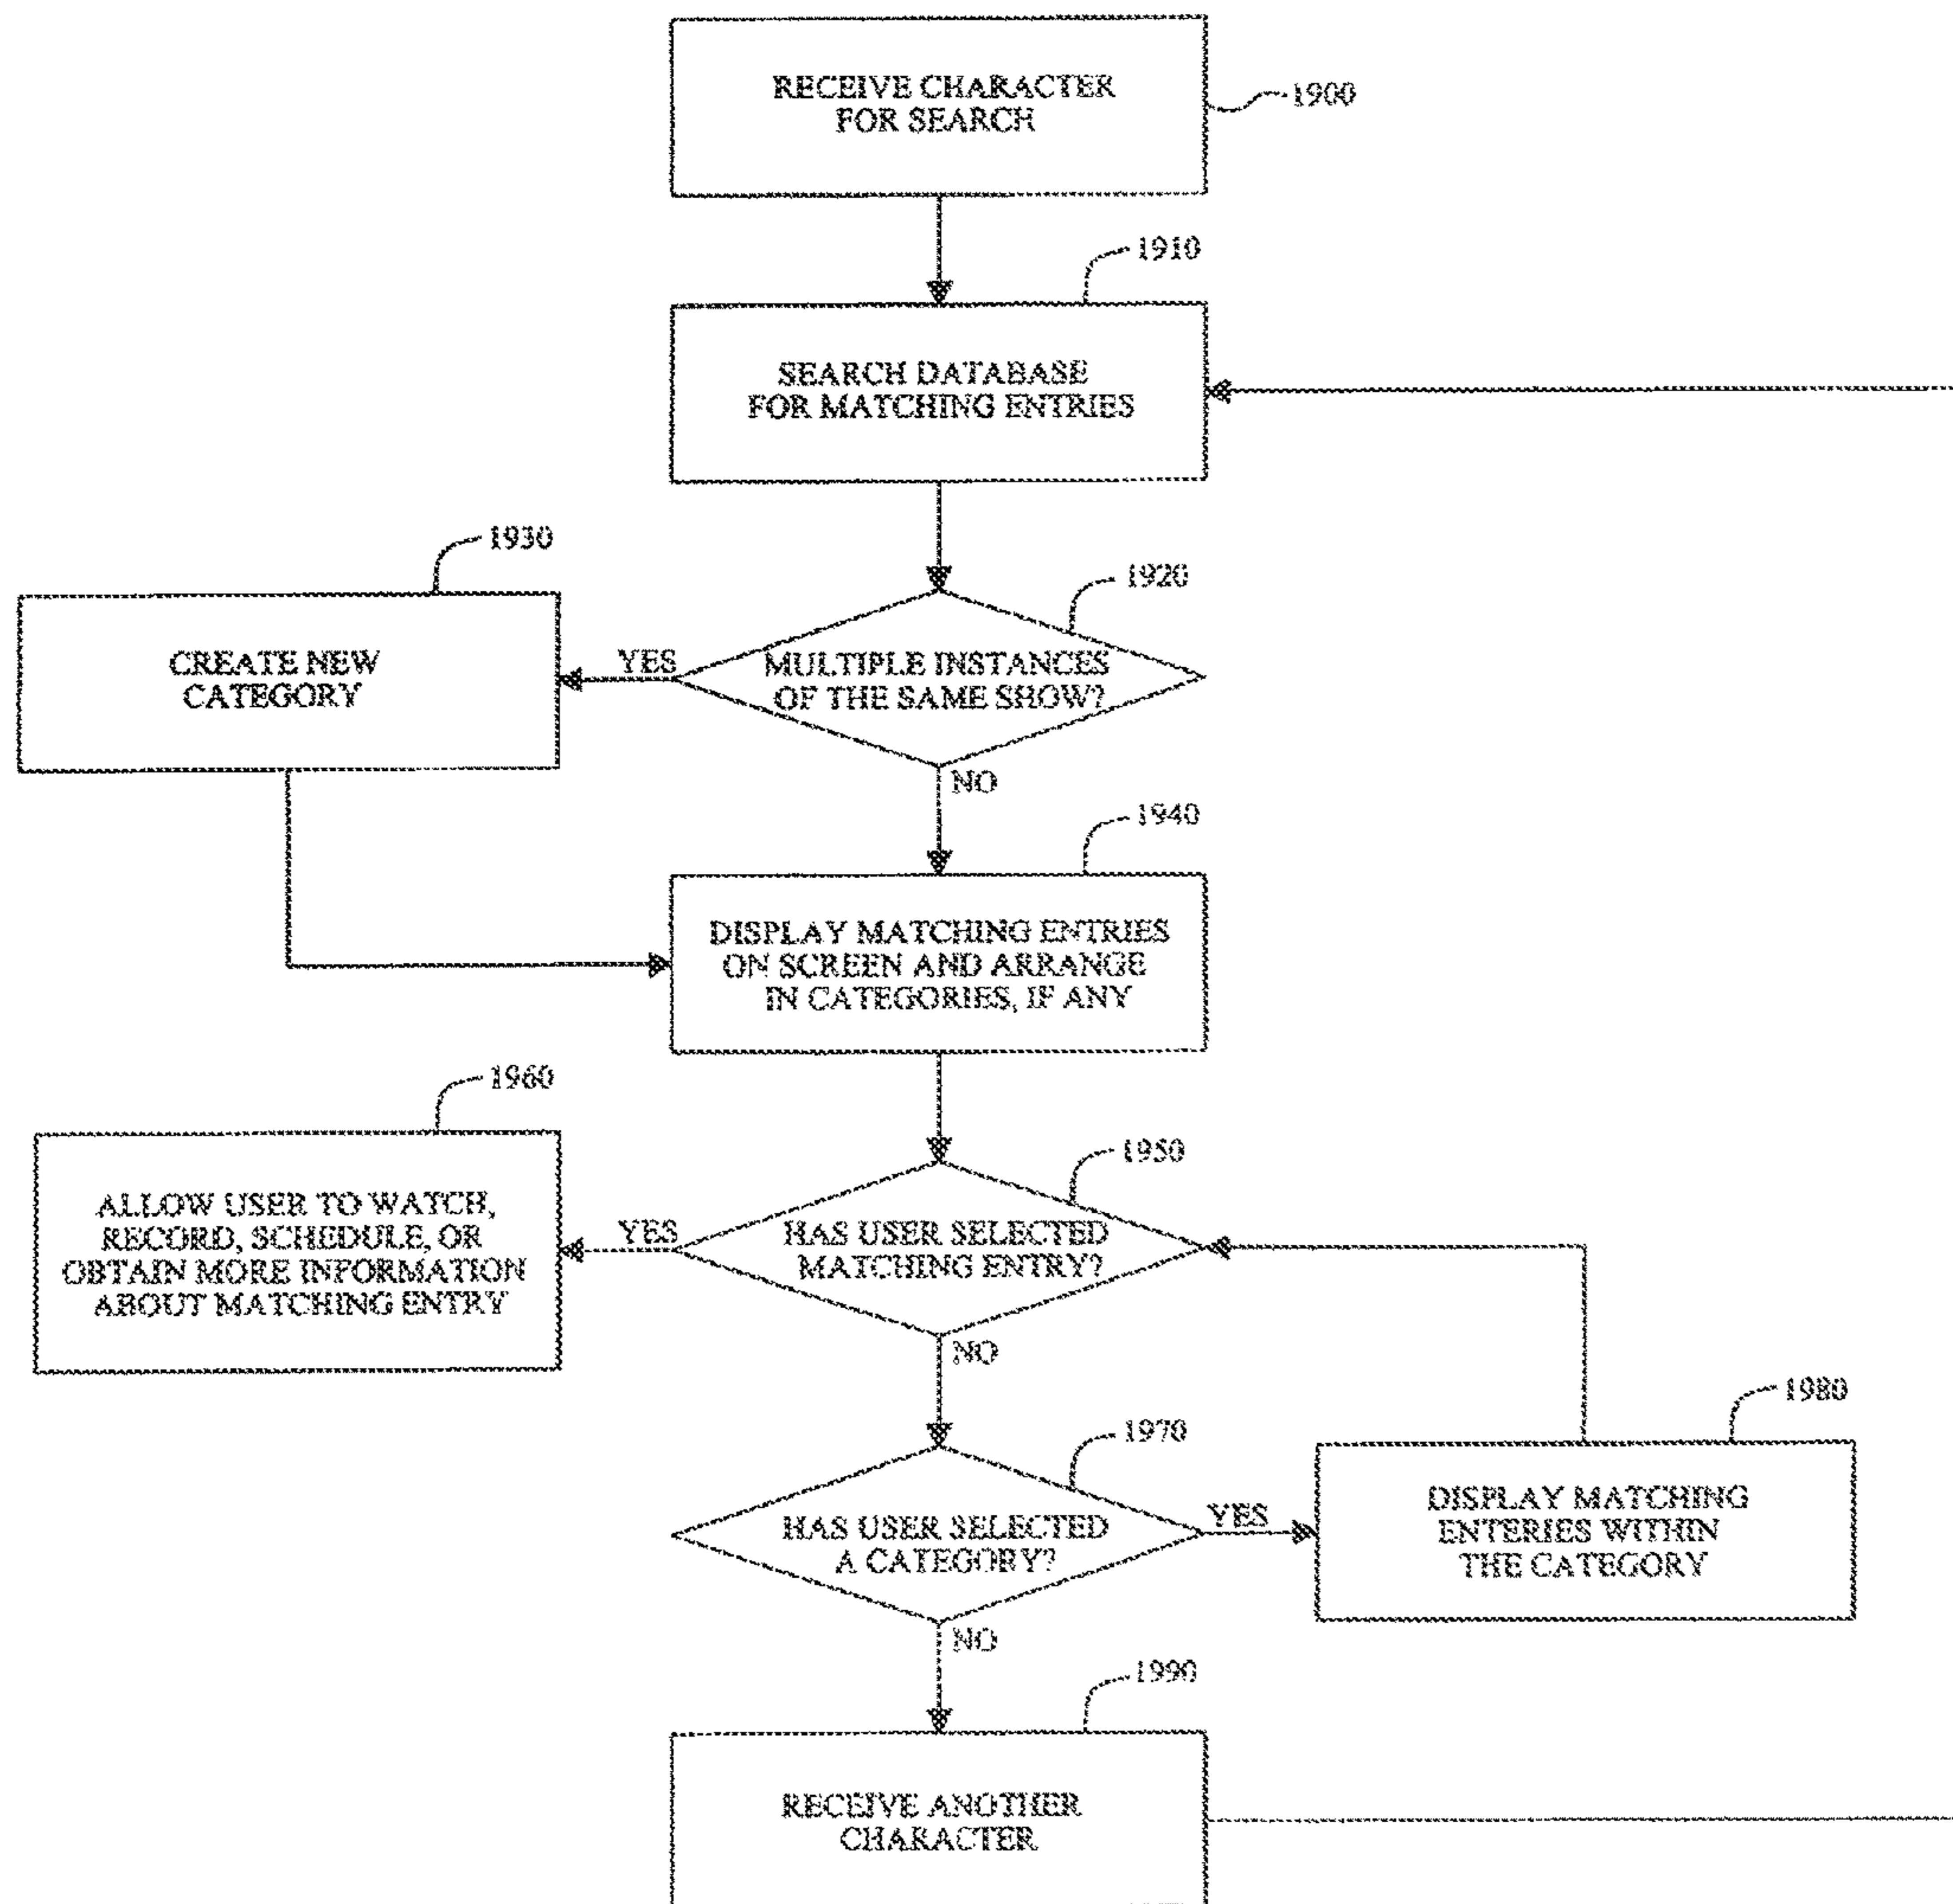 RECEIVE CHARACTER
FOR SEARCH
1900
1910
SEARCH DATABASE
FOR MATCHING ENTRIES
1930
1920
CREATE NEW
CATEGORY
YES
MULTIPLE INSTANCES
OF THE SAME SHOW?
NO
1940
DISPLAY MATCHING ENTRIES
ON SCREEN AND ARRANGE
IN CATEGORIES, IF ANY
1960
1950
ALLOW USER TO WATCH,
RECORD, SCHEDULE, OR
OBTAIN MORE INFORMATION
ABOUT MATCHING ENTRY
YES
HAS USER SELECTED
MATCHING ENTRY?
NO
1970
1980
HAS USER SELECTED
A CATEGORY?
YES
DISPLAY MATCHING
ENTERIES WITHIN
THE CATEGORY
NO
1990
RECEIVE ANOTHER
CHARACTER